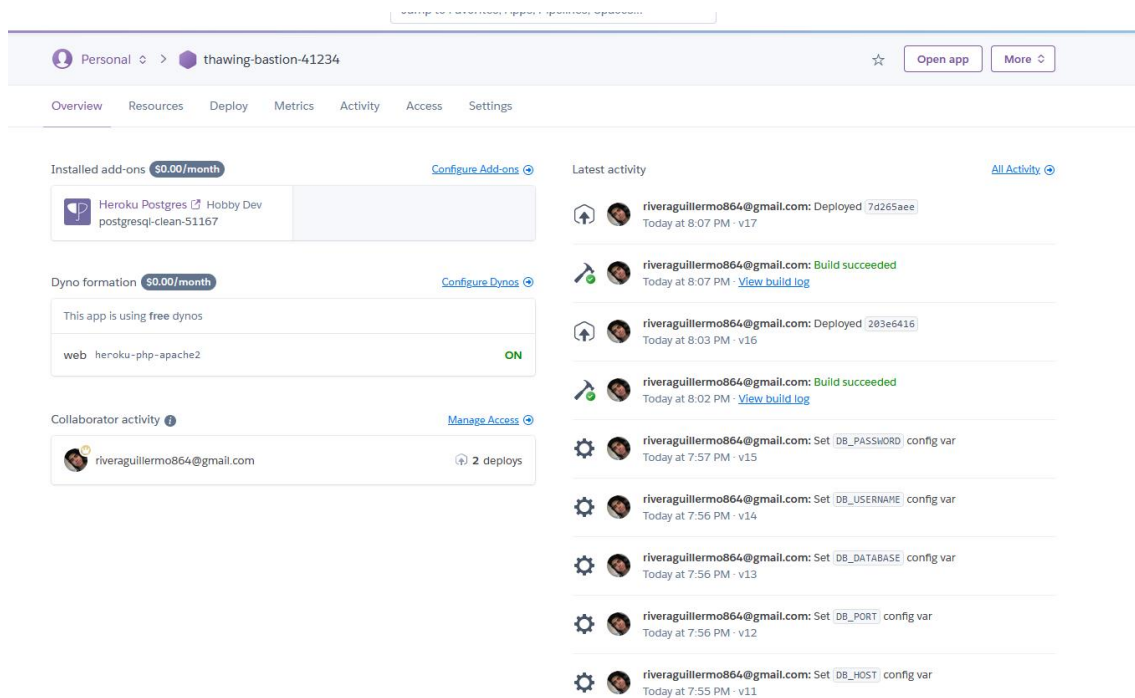 Jump to Favorites, Apps, Pipelines, Spaces...
Personal > thawing-bastion-41234
Open app
More
Overview Resources Deploy Metrics Activity Access Settings
Installed add-ons $0.00/month
Configure Add-ons
Heroku Postgres Hobby Dev
postgresql-clean-51167
Dyno formation $0.00/month
Configure Dynos
This app is using free dynos
web heroku-php-apache2 ON
Collaborator activity
Manage Access
riveraguillermo864@gmail.com 2 deploys
Latest activity
All Activity
riveraguillermo864@gmail.com: Deployed 7d265aee
Today at 8:07 PM · v17
riveraguillermo864@gmail.com: Build succeeded
Today at 8:07 PM · View build log
riveraguillermo864@gmail.com: Deployed 203e6416
Today at 8:03 PM · v16
riveraguillermo864@gmail.com: Build succeeded
Today at 8:02 PM · View build log
riveraguillermo864@gmail.com: Set DB_PASSWORD config var
Today at 7:57 PM · v15
riveraguillermo864@gmail.com: Set DB_USERNAME config var
Today at 7:56 PM · v14
riveraguillermo864@gmail.com: Set DB_DATABASE config var
Today at 7:56 PM · v13
riveraguillermo864@gmail.com: Set DB_PORT config var
Today at 7:56 PM · v12
riveraguillermo864@gmail.com: Set DB_HOST config var
Today at 7:55 PM · v11